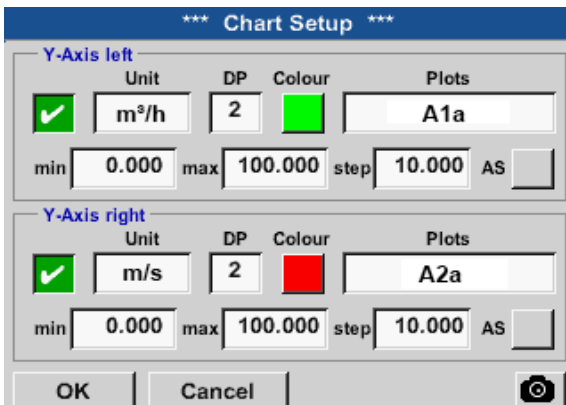 *** Chart Setup ***
Y-Axis left
Unit DP Colour Plots
m³/h 2 A1a
min 0.000 max 100.000 step 10.000 AS
Y-Axis right
Unit DP Colour Plots
m/s 2 A2a
min 0.000 max 100.000 step 10.000 AS
OK Cancel